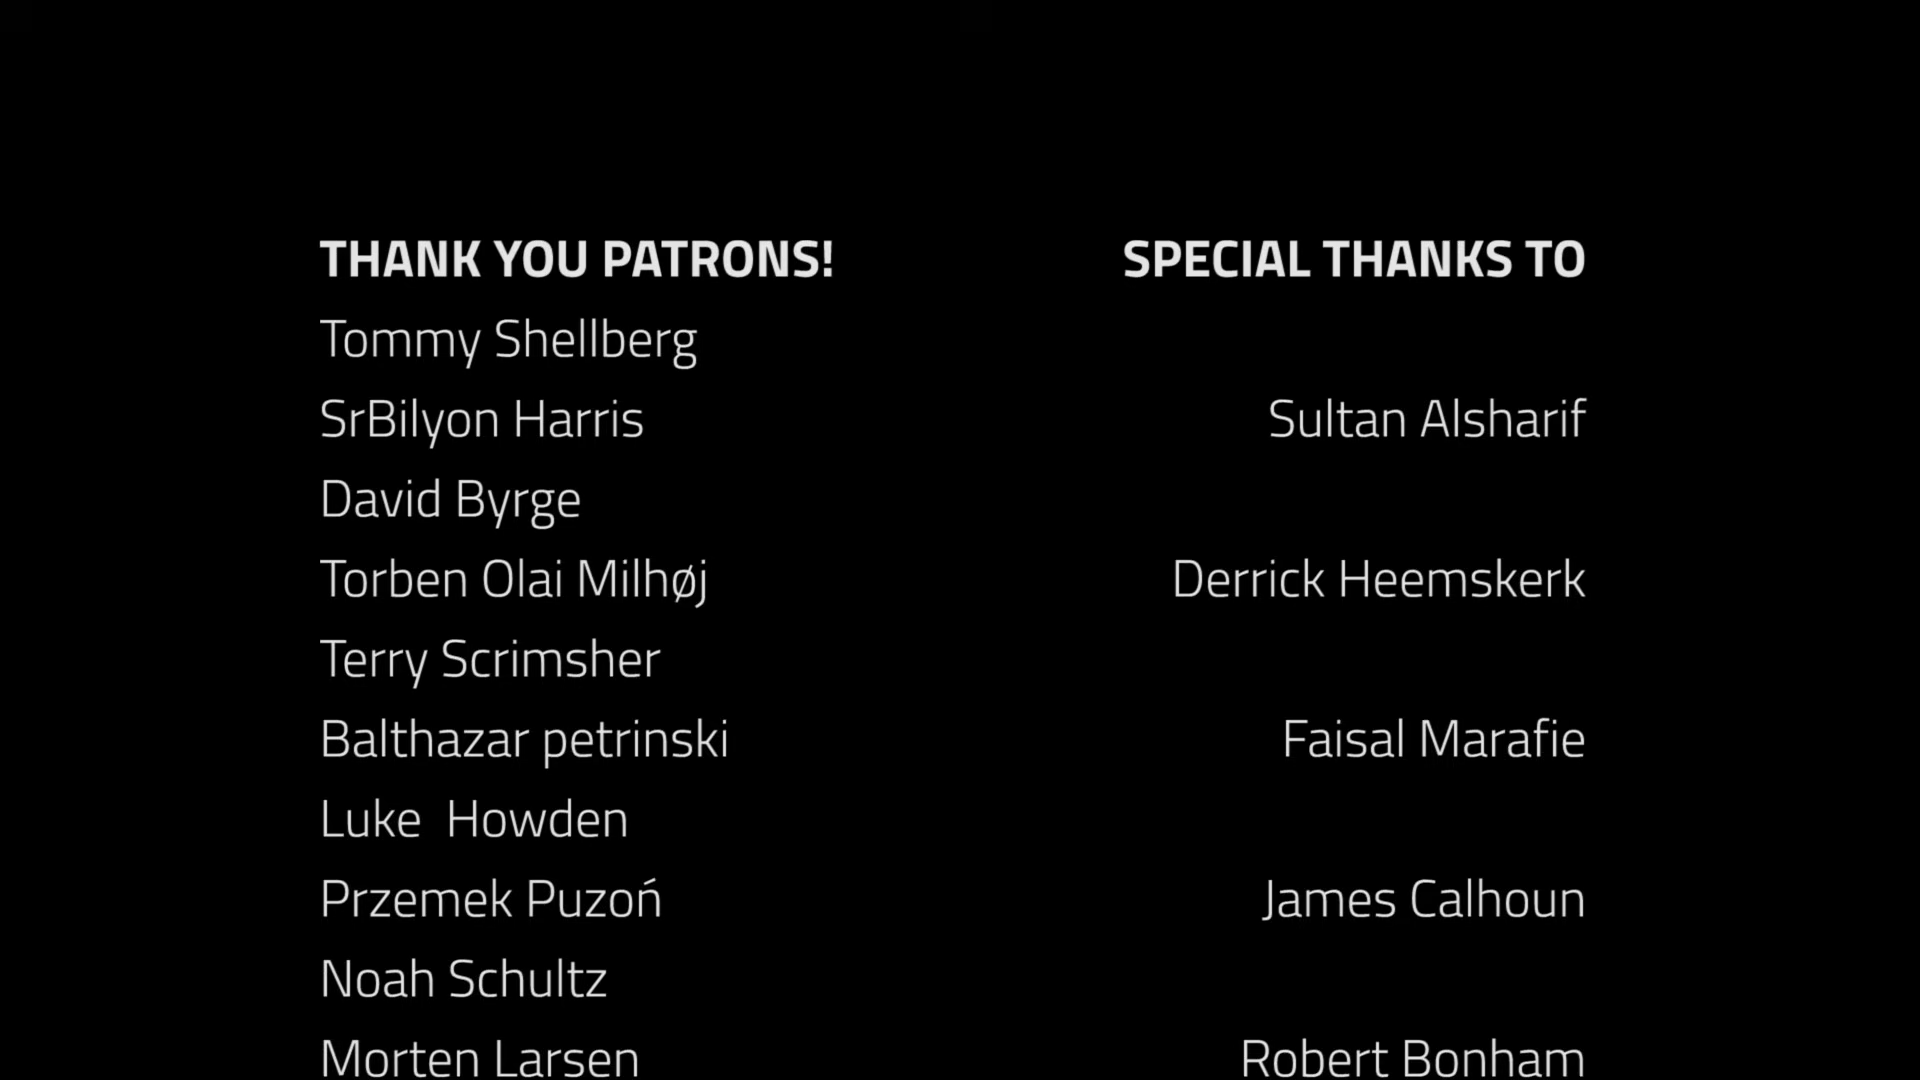 THANK YOU PATRONS!
Tommy Shellberg
SrBilyon Harris
David Byrge
Torben Olai Milhøj
Terry Scrimsher
Balthazar petrinski
Luke  Howden
Przemek Puzoń
Noah Schultz
Morten Larsen
SPECIAL THANKS TO
Sultan Alsharif
Derrick Heemskerk
Faisal Marafie
James Calhoun
Robert Bonham